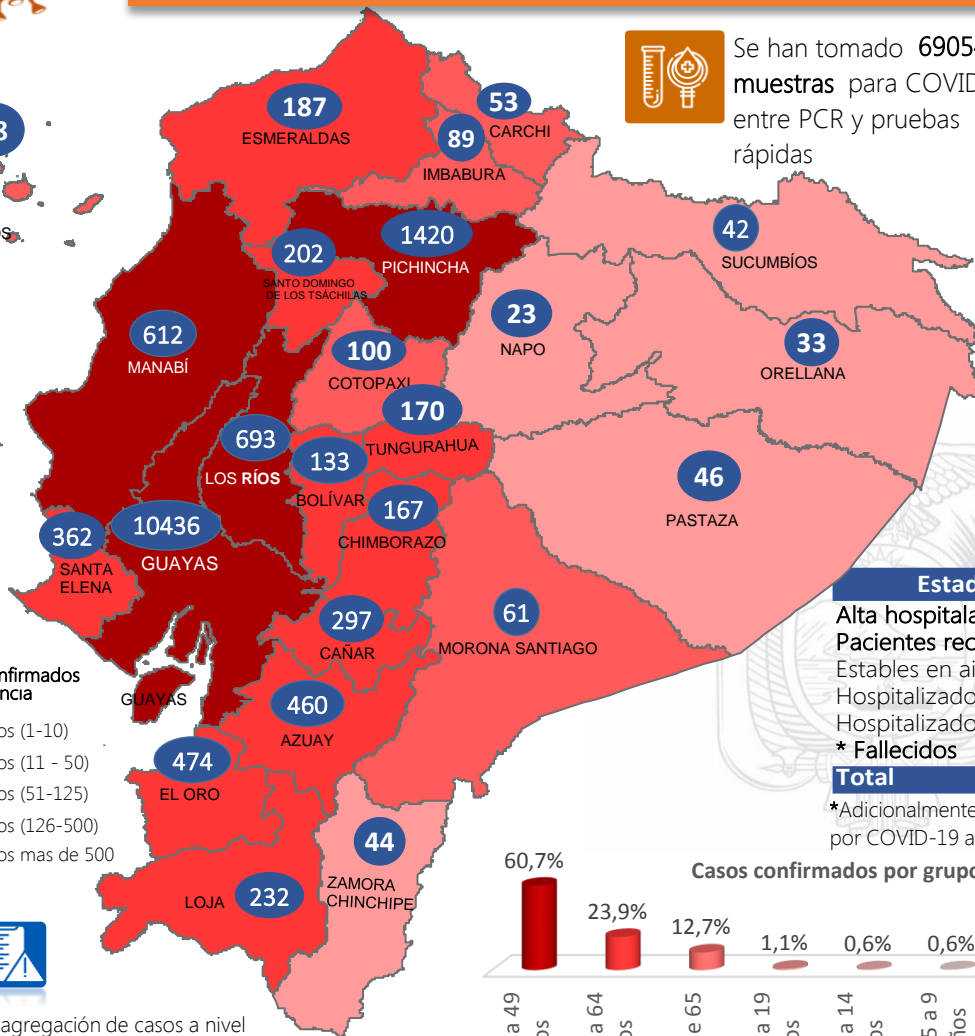 Se han tomado 6905
muestras para COVID
entre PCR y pruebas
rápidas
187
ESMERALDAS
53
CARCHI
89
IMBABURA
1420
PICHINCHA
202
SANTO DOMINGO
DE LOS TSÁCHILAS
42
SUCUMBÍOS
23
NAPO
33
ORELLANA
612
MANABÍ
100
COTOPAXI
170
TUNGURAHUA
693
LOS RÍOS
133
BOLÍVAR
167
CHIMBORAZO
46
PASTAZA
362
SANTA
ELENA
10436
GUAYAS
297
CAÑAR
61
MORONA SANTIAGO
GUAYAS
460
AZUAY
474
EL ORO
44
ZAMORA
CHINCHIPE
LOJA 232
nfirmados
ncia
os (1-10)
os (11 - 50)
os (51-125)
os (126-500)
os mas de 500
Estad
Alta hospitala
Pacientes rec
Estables en ai
Hospitalizado
Hospitalizado
* Fallecidos
Total
*Adicionalmente
por COVID-19 a
Casos confirmados por grupo
60,7%
23,9%
12,7%
1,1%
0,6%
0,6%
a 49
os
a 64
os
e 65
a 19
os
a 14
os
5 a 9
ños
agregación de casos a nivel